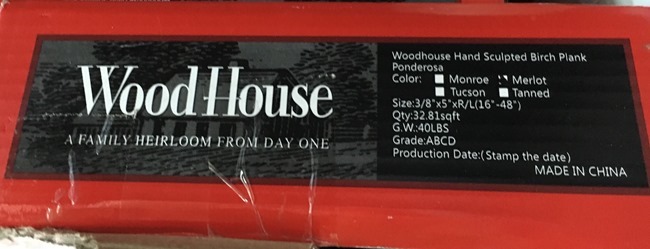 WoodHouse
A FAMILY HEIRLOOM FROM DAY ONE
Woodhouse Hand Sculpted Birch Plank
Ponderosa
Color: Monroe Merlot
Tucson Tanned
Size:3/8"x5"xR/L(16"-48")
Qty:32.81sqft
G.W.:40LBS
Grade:ABCD
Production Date:(Stamp the date)
MADE IN CHINA